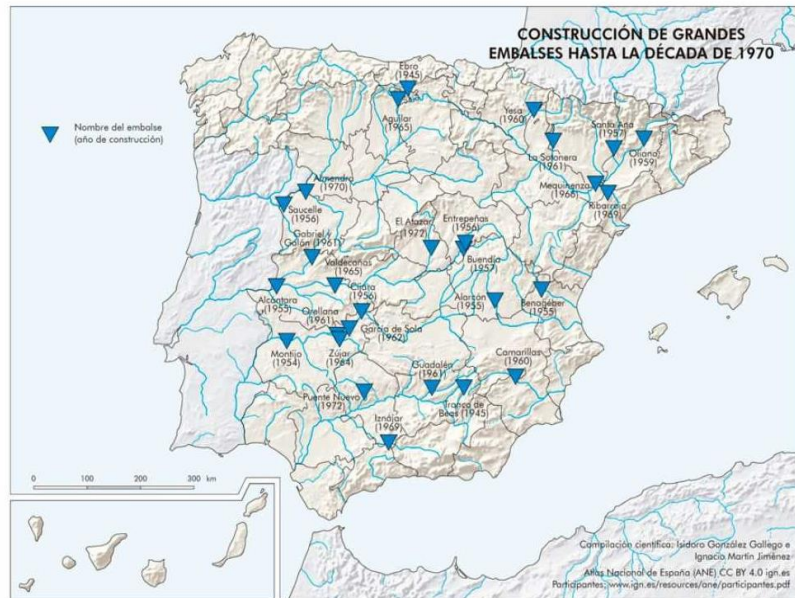 CONSTRUCCIÓN DE GRANDES
EMBALSES HASTA LA DÉCADA DE 1970
Nombre del embalse
(año de construcción)
Ebro
(1945)
Aguilar
(1965)
Yesa
(1960)
La Sotonera
(1961)
Santa Ana
(1957)
Oliana
(1959)
Mequinenza
(1966)
Ribarroja
(1969)
Almendra
(1970)
Saucelle
(1956)
Gabriel y
Galán (1961)
El Atazar
(1972)
Entrepeñas
(1956)
Buendía
(1957)
Valdecañas
(1965)
Cíjara
(1956)
Alcántara
(1955)
Orellana
(1961)
García de Sola
(1962)
Alarcón
(1955)
Benagéber
(1955)
Montijo
(1954)
Zújar
(1964)
Guadalén
(1961)
Camarillas
(1960)
Puente Nuevo
(1972)
Tranco de
Beas (1945)
Iznájar
(1969)
0 100 200 300 km
Compilación científica: Isidoro González Gallego e
Ignacio Martín Jiménez
Atlas Nacional de España (ANE) CC BY 4.0 ign.es
Participantes: www.ign.es/resources/ane/participantes.pdf